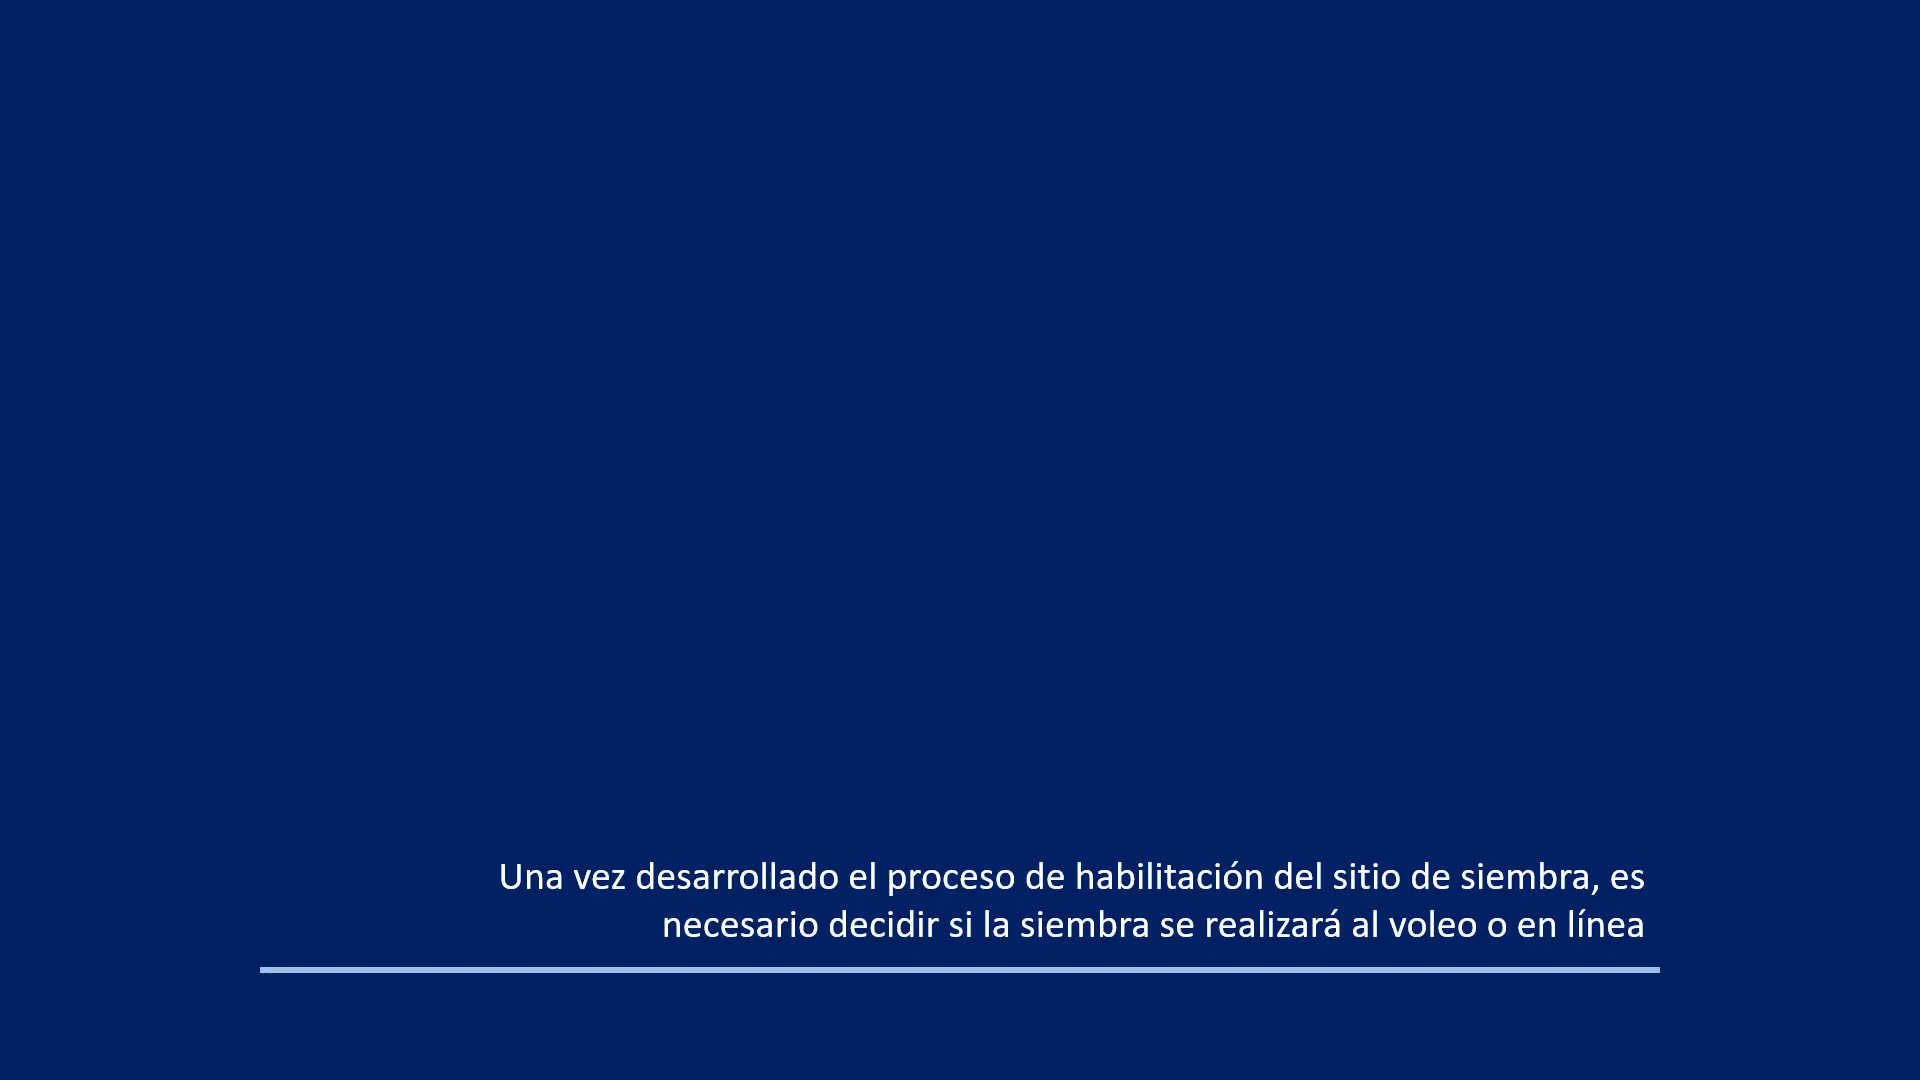 Una vez desarrollado el proceso de habilitación del sitio de siembra, es
necesario decidir si la siembra se realizará al voleo o en línea